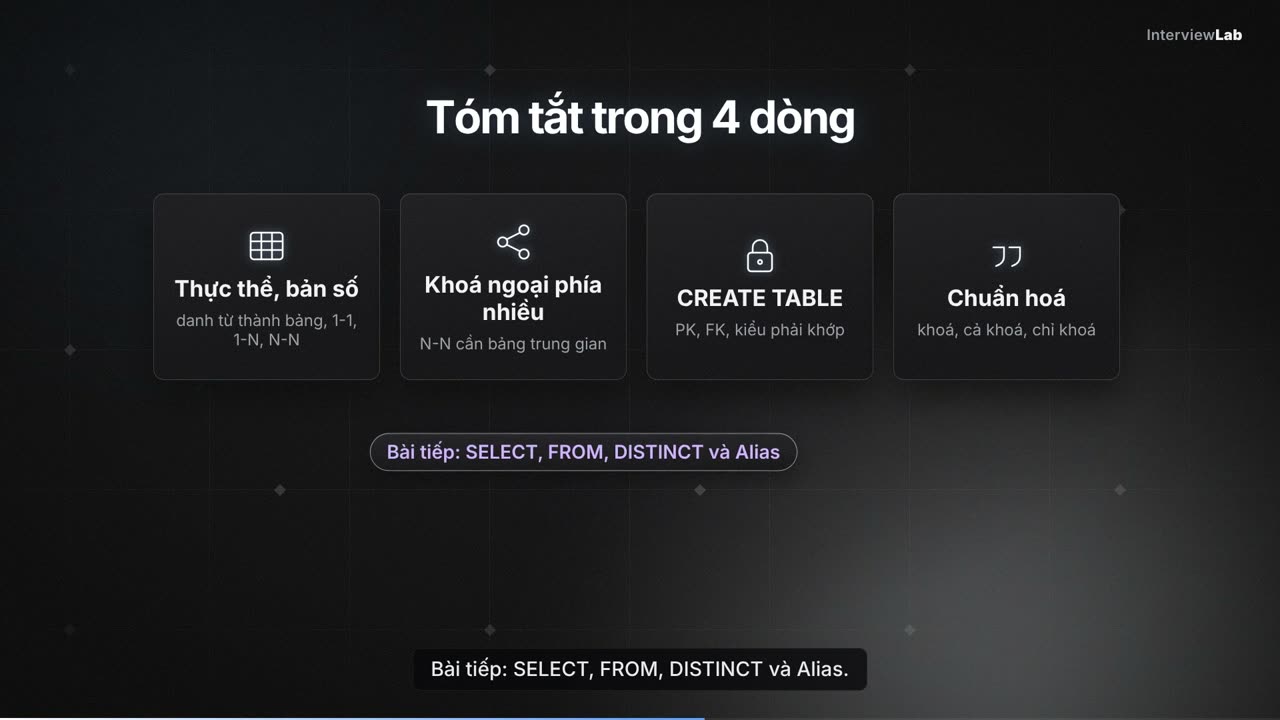 InterviewLab
Tóm tắt trong 4 dòng
Thực thể, bản số
danh từ thành bảng, 1-1,
1-N, N-N
Khoá ngoại phía
nhiều
N-N cần bảng trung gian
CREATE TABLE
PK, FK, kiểu phải khớp
Chuẩn hoá
khoá, cả khoá, chỉ khoá
Bài tiếp: SELECT, FROM, DISTINCT và Alias
Bài tiếp: SELECT, FROM, DISTINCT và Alias.